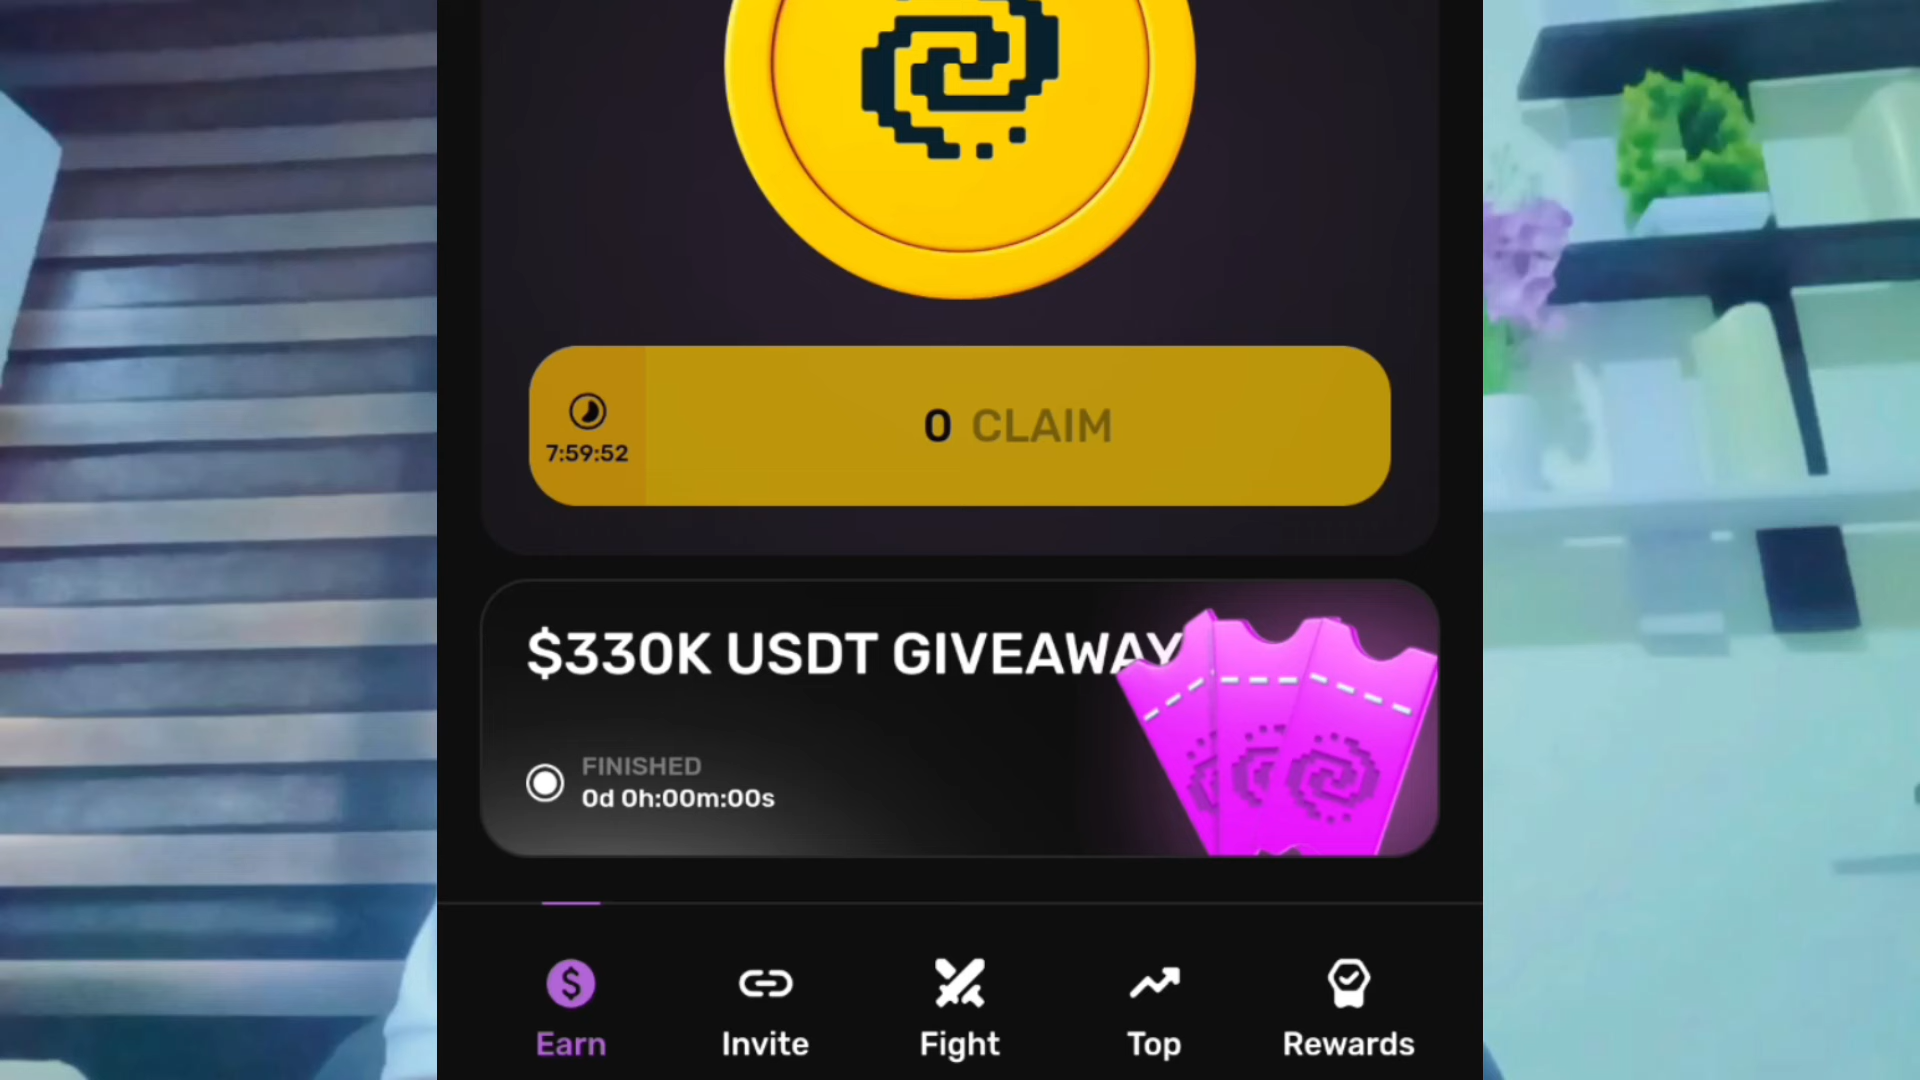 7:59:52
0 CLAIM
$330K USDT GIVEAWAY
FINISHED
0d 0h:00m:00s
Earn
Invite
Fight
Top
Rewards